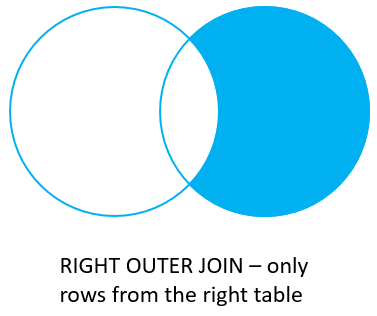 RIGHT OUTER JOIN – only
rows from the right table